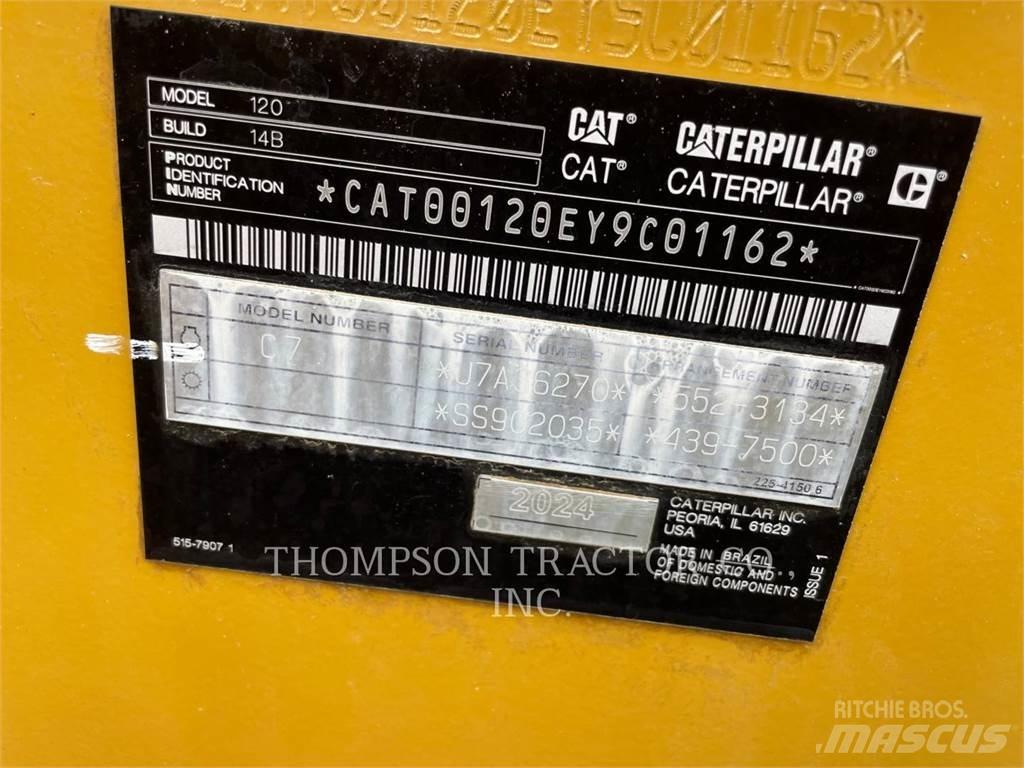 00120EY9C01162*
MODEL 120
BUILD 14B
PRODUCT
IDENTIFICATION
NUMBER
*CAT00120EY9C01162*
CAT® CATERPILLAR®
CAT® CATERPILLAR®
C®
MODEL NUMBER SERIAL NUMBER ARRANGEMENT NUMBER
C7 *J7A36270* *552-3134*
*SS902035* *439-7500*
225-4150 6
2024
CATERPILLAR INC.
PEORIA, IL 61629
USA
MADE IN BRAZIL
OF DOMESTIC AND
FOREIGN COMPONENTS
ISSUE 1
515-7907 1
THOMPSON TRACTOR CO.,
INC.
RITCHIE BROS.
MASCUS